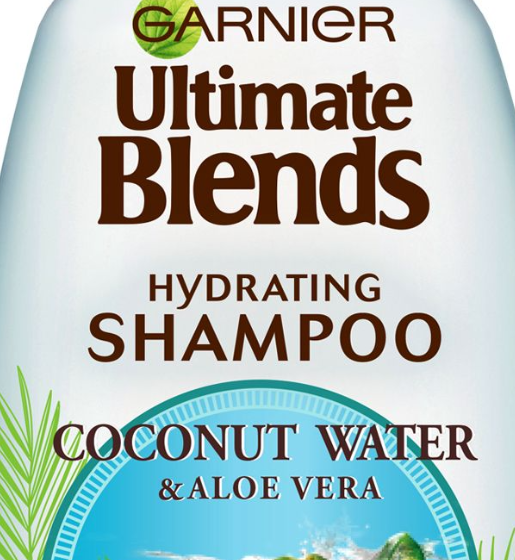 GARNIER
Ultimate
Blends
HyDRATING
SHAMPOO
COCONUT WATER
& ALOE VERA